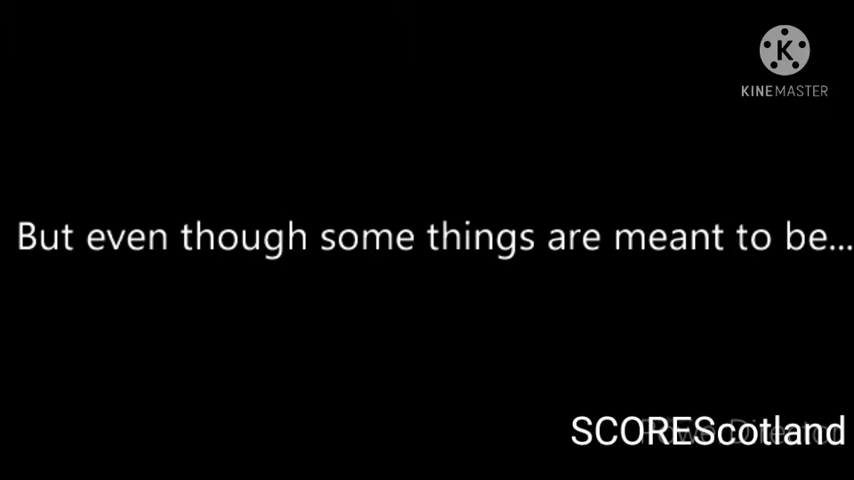 KINEMASTER
But even though some things are meant to be...
SCOREScotland